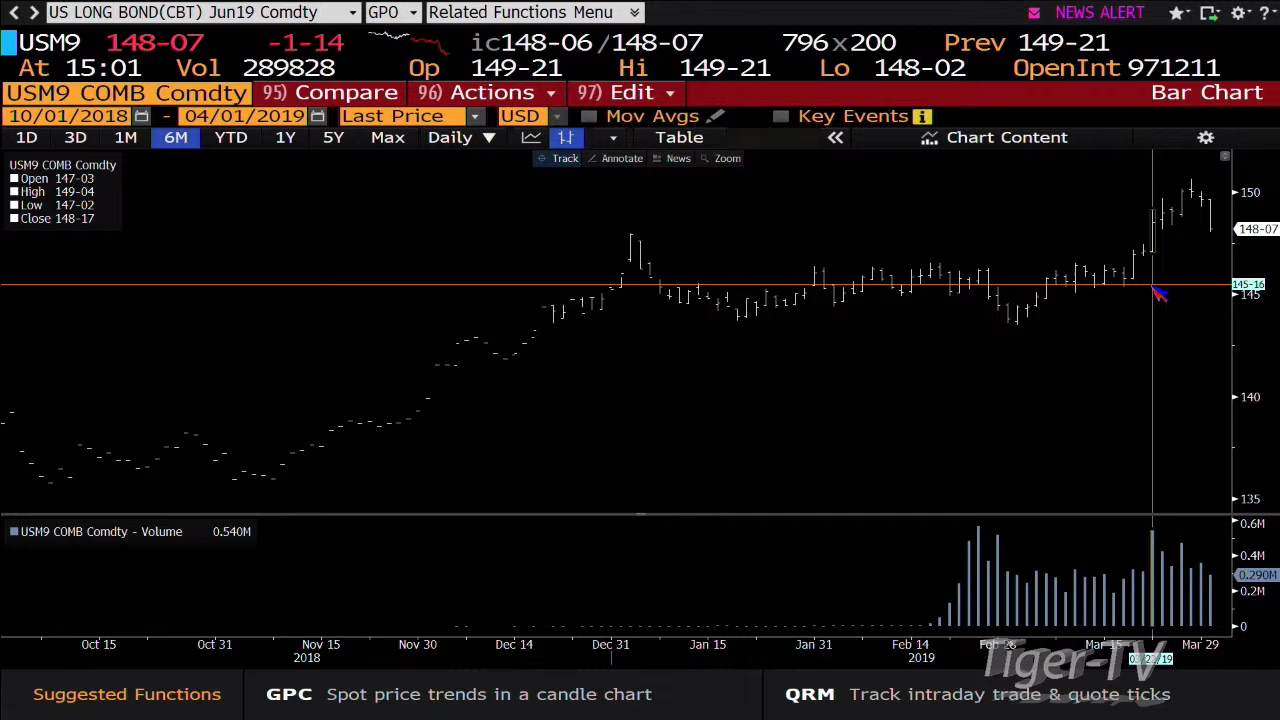 US LONG BOND(CBT) Jun19 Comdty GPO Related Functions Menu NEWS ALERT ?
USM9 148-07 -1-14 ic148-06/148-07 796x200 Prev 149-21
At 15:01 Vol 289828 Op 149-21 Hi 149-21 Lo 148-02 OpenInt 971211
USM9 COMB Comdty 95) Compare 96) Actions 97) Edit Bar Chart
10/01/2018 - 04/01/2019 Last Price USD Mov Avgs Key Events i
1D 3D 1M 6M YTD 1Y 5Y Max Daily Table Chart Content
Track Annotate News Zoom
USM9 COMB Comdty
Open 147-03
High 149-04
Low 147-02
Close 148-17
150
148-07
145-16
145
140
135
USM9 COMB Comdty - Volume 0.540M
0.6M
0.4M
0.290M
0.2M
0
Oct 15 Oct 31 Nov 15 Nov 30 Dec 14 Dec 31 Jan 15 Jan 31 Feb 14 Feb 28 Mar 15 Mar 29
2018 2019 03/22/19
Tiger-TV
Suggested Functions GPC Spot price trends in a candle chart QRM Track intraday trade & quote ticks